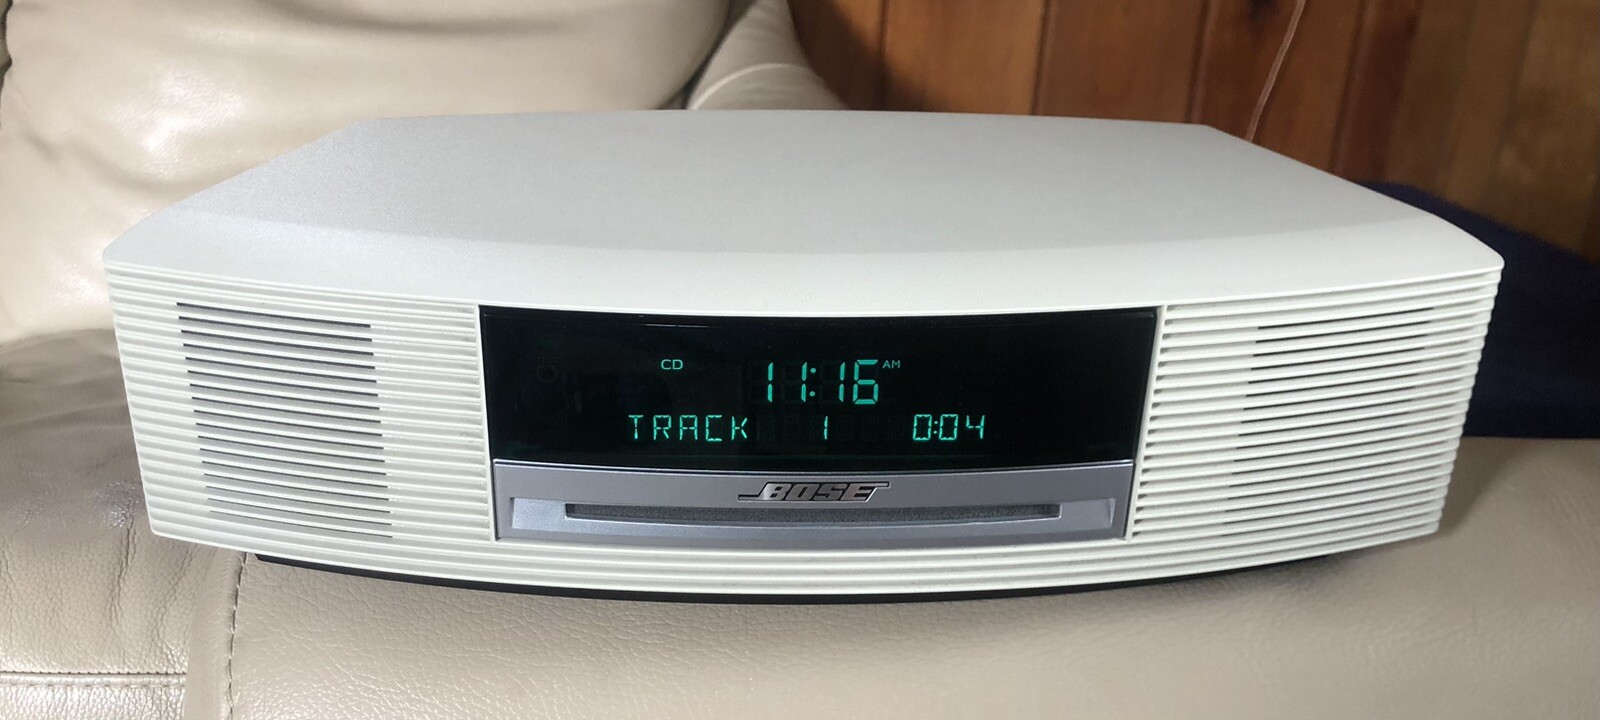 CD 11:16 AM
TRACK 1 0:04
BOSE